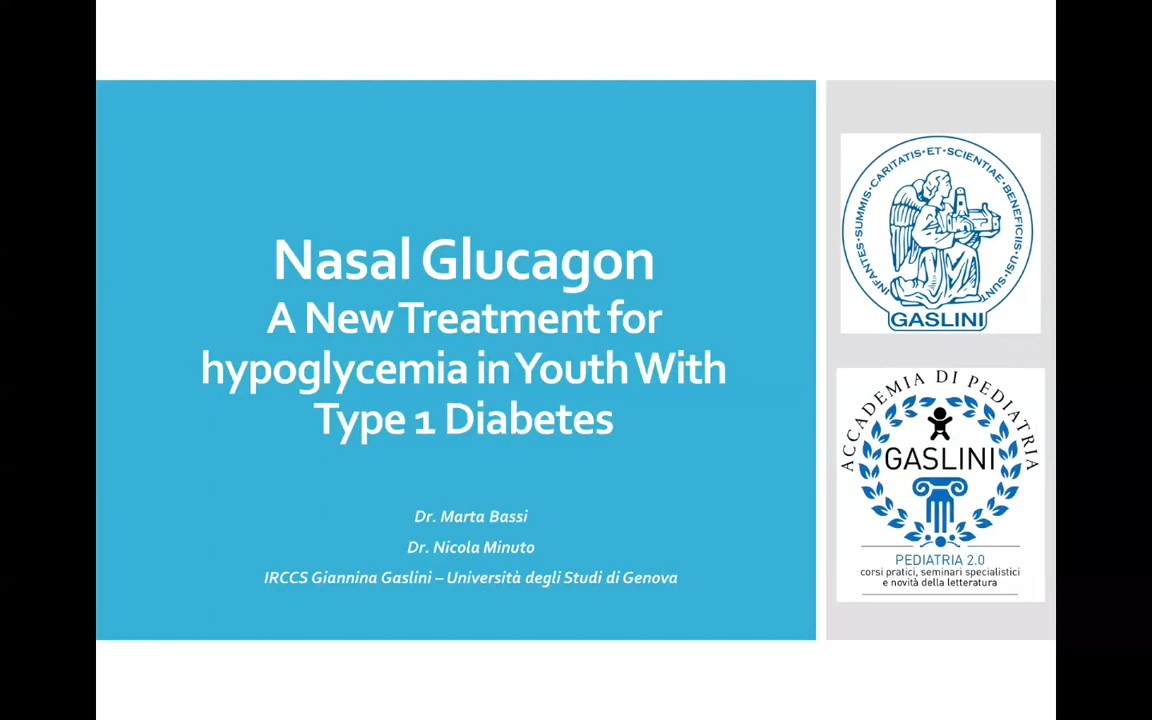 Nasal Glucagon
A New Treatment for
hypoglycemia in Youth With
Type 1 Diabetes
Dr. Marta Bassi
Dr. Nicola Minuto
IRCCS Giannina Gaslini – Università degli Studi di Genova
INFANTES·SUMMIS·CARITATIS·ET·SCIENTIAE·BENEFICIIS·USI·SUNT
GASLINI
ACCADEMIA DI PEDIATRIA
GASLINI
PEDIATRIA 2.0
corsi pratici, seminari specialistici
e novità della letteratura